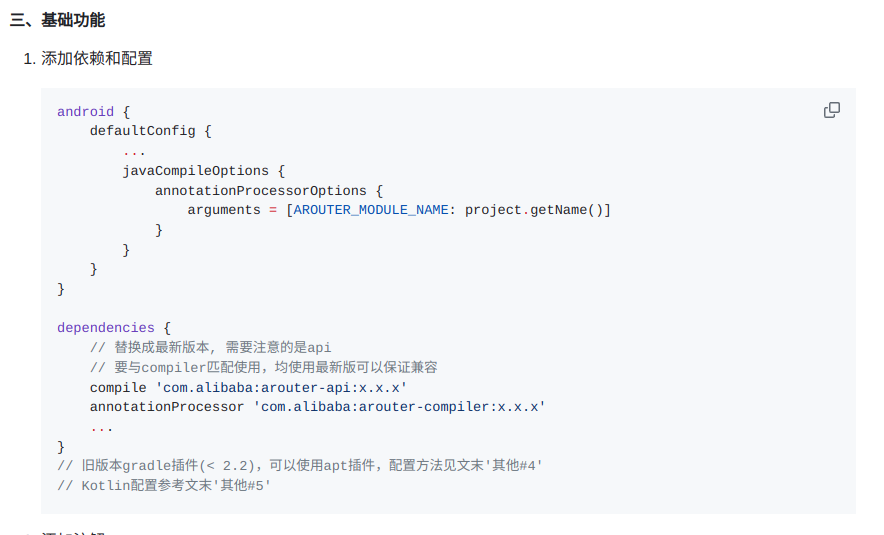 三、基础功能
1. 添加依赖和配置
android {
    defaultConfig {
        ...
        javaCompileOptions {
            annotationProcessorOptions {
                arguments = [AROUTER_MODULE_NAME: project.getName()]
            }
        }
    }
}

dependencies {
    // 替换成最新版本, 需要注意的是api
    // 要与compiler匹配使用，均使用最新版可以保证兼容
    compile 'com.alibaba:arouter-api:x.x.x'
    annotationProcessor 'com.alibaba:arouter-compiler:x.x.x'
    ...
}
// 旧版本gradle插件(< 2.2)，可以使用apt插件，配置方法见文末'其他#4'
// Kotlin配置参考文末'其他#5'